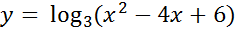 y = log₃(x² − 4x + 6)